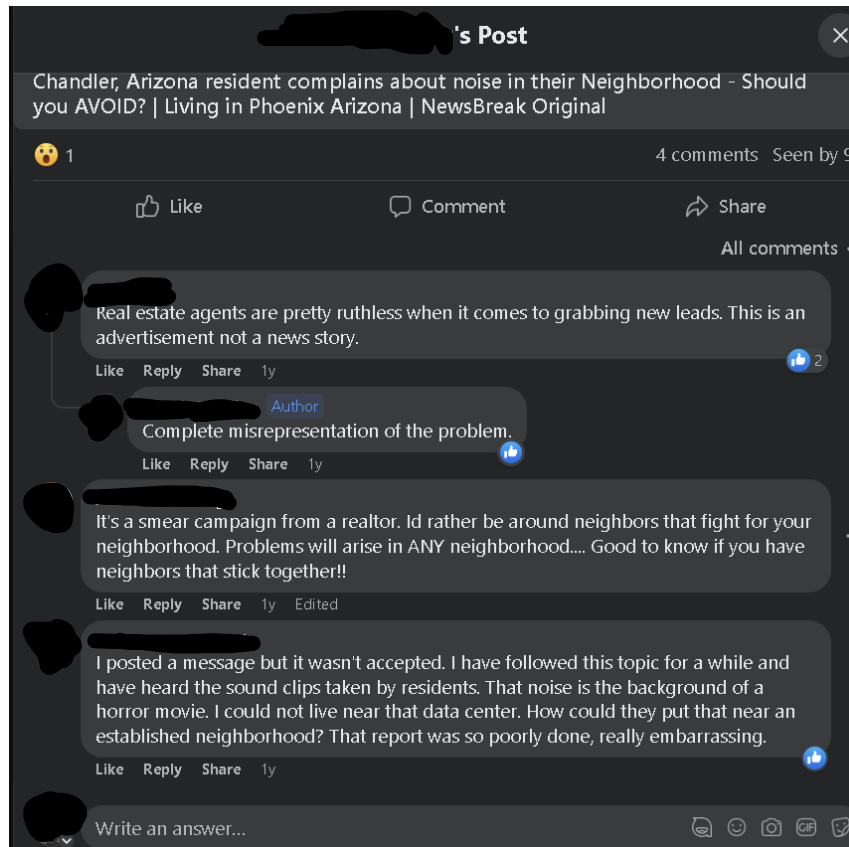 's Post
Chandler, Arizona resident complains about noise in their Neighborhood - Should
you AVOID? | Living in Phoenix Arizona | NewsBreak Original
1
4 comments Seen by 9
Like Comment Share
All comments
Real estate agents are pretty ruthless when it comes to grabbing new leads. This is an
advertisement not a news story.
2
Like Reply Share 1y
Author
Complete misrepresentation of the problem.
Like Reply Share 1y
It's a smear campaign from a realtor. Id rather be around neighbors that fight for your
neighborhood. Problems will arise in ANY neighborhood.... Good to know if you have
neighbors that stick together!!
Like Reply Share 1y Edited
I posted a message but it wasn't accepted. I have followed this topic for a while and
have heard the sound clips taken by residents. That noise is the background of a
horror movie. I could not live near that data center. How could they put that near an
established neighborhood? That report was so poorly done, really embarrassing.
Like Reply Share 1y
Write an answer...
GIF